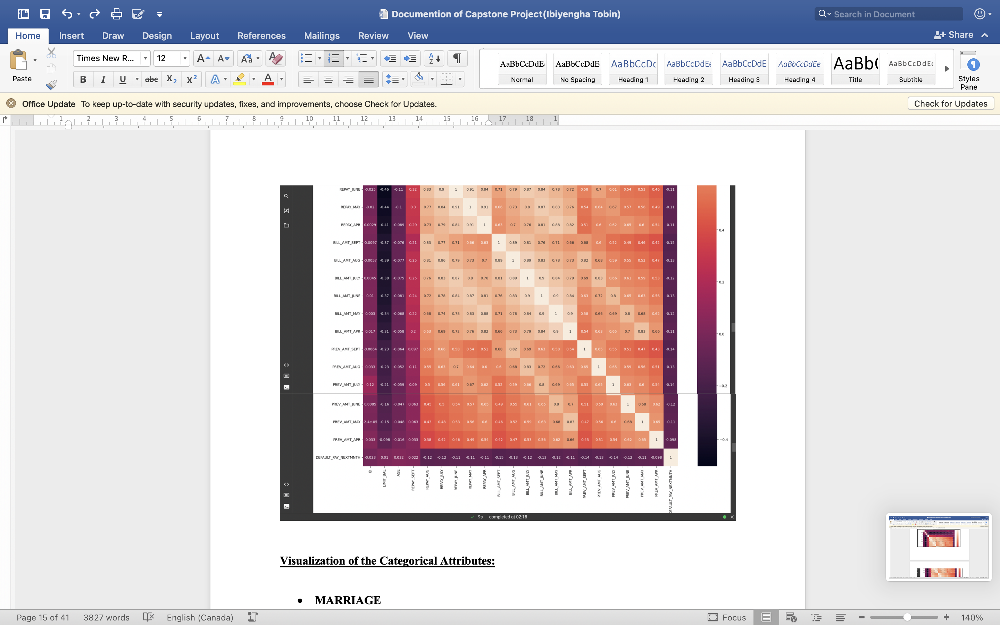 Documention of Capstone Project(Ibiyengha Tobin)
Search in Document
Home Insert Draw Design Layout References Mailings Review View
Share
Times New R... 12
Paste
AaBbCcDdEe AaBbCcDdEe AaBbCcDc AaBbCcDdEe AaBbCcDdE AaBbCcDdEe AaBb( AaBbCcDdEe
Normal No Spacing Heading 1 Heading 2 Heading 3 Heading 4 Title Subtitle
Styles
Pane
Office Update To keep up-to-date with security updates, fixes, and improvements, choose Check for Updates.
Check for Updates
1 2 3 4 5 6 7 8 9 10 11 12 13 14 15 16 17 18
REPAY_JUNE -0.025 -0.46 -0.11 0.32 0.83 0.9 1 0.91 0.84 0.71 0.79 0.87 0.84 0.78 0.72 0.58 0.7 0.61 0.54 0.53 0.46 -0.11
REPAY_MAY -0.02 -0.44 -0.1 0.3 0.77 0.84 0.91 1 0.91 0.66 0.73 0.8 0.87 0.83 0.76 0.54 0.64 0.67 0.57 0.56 0.49 -0.11
REPAY_APR 0.0029 -0.41 -0.089 0.29 0.73 0.79 0.84 0.91 1 0.63 0.7 0.76 0.81 0.88 0.82 0.51 0.6 0.62 0.65 0.6 0.54 -0.11
BILL_AMT_SEPT 0.0097 -0.37 -0.076 0.21 0.83 0.77 0.71 0.66 0.63 1 0.89 0.81 0.76 0.71 0.66 0.68 0.6 0.52 0.49 0.46 0.42 -0.15
BILL_AMT_AUG 0.0057 -0.39 -0.077 0.25 0.81 0.86 0.79 0.73 0.7 0.89 1 0.89 0.83 0.78 0.73 0.82 0.68 0.59 0.55 0.52 0.47 -0.13
BILL_AMT_JULY 0.0045 -0.38 -0.075 0.25 0.76 0.83 0.87 0.8 0.76 0.81 0.89 1 0.9 0.84 0.79 0.69 0.83 0.66 0.61 0.59 0.53 -0.12
BILL_AMT_JUNE 0.01 -0.37 -0.081 0.24 0.72 0.78 0.84 0.87 0.81 0.76 0.83 0.9 1 0.9 0.84 0.63 0.72 0.8 0.65 0.63 0.56 -0.13
BILL_AMT_MAY 0.003 -0.34 -0.068 0.22 0.68 0.74 0.78 0.83 0.88 0.71 0.78 0.84 0.9 1 0.9 0.58 0.66 0.69 0.8 0.68 0.62 -0.12
BILL_AMT_APR 0.017 -0.31 -0.058 0.2 0.63 0.69 0.72 0.76 0.82 0.66 0.73 0.79 0.84 0.9 1 0.54 0.63 0.65 0.7 0.83 0.66 -0.11
PREV_AMT_SEPT 0.0064 -0.23 -0.064 0.097 0.59 0.66 0.58 0.54 0.51 0.68 0.82 0.69 0.63 0.58 0.54 1 0.65 0.55 0.51 0.47 0.43 -0.14
PREV_AMT_AUG 0.033 -0.23 -0.052 0.11 0.55 0.63 0.7 0.64 0.6 0.6 0.68 0.83 0.72 0.66 0.63 0.65 1 0.65 0.59 0.56 0.51 -0.13
PREV_AMT_JULY 0.12 -0.21 -0.059 0.09 0.5 0.56 0.61 0.67 0.62 0.52 0.59 0.66 0.8 0.69 0.65 0.55 0.65 1 0.63 0.6 0.54 -0.14
PREV_AMT_JUNE 0.0085 -0.16 -0.047 0.063 0.45 0.5 0.54 0.57 0.65 0.49 0.55 0.61 0.65 0.8 0.7 0.51 0.59 0.63 1 0.68 0.62 -0.12
PREV_AMT_MAY 2.4e-05 -0.15 -0.048 0.063 0.43 0.48 0.53 0.56 0.6 0.46 0.52 0.59 0.63 0.68 0.83 0.47 0.56 0.6 0.68 1 0.65 -0.11
PREV_AMT_APR 0.033 -0.098 -0.016 0.033 0.38 0.42 0.46 0.49 0.54 0.42 0.47 0.53 0.56 0.62 0.66 0.43 0.51 0.54 0.62 0.65 1 -0.098
DEFAULT_PAY_NEXTMNTH -0.023 0.01 0.032 0.022 -0.12 -0.12 -0.11 -0.11 -0.11 -0.15 -0.13 -0.12 -0.13 -0.12 -0.11 -0.14 -0.13 -0.14 -0.12 -0.11 -0.098 1
ID LIMIT_BAL AGE REPAY_SEPT REPAY_AUG REPAY_JULY REPAY_JUNE REPAY_MAY REPAY_APR BILL_AMT_SEPT BILL_AMT_AUG BILL_AMT_JULY BILL_AMT_JUNE BILL_AMT_MAY BILL_AMT_APR PREV_AMT_SEPT PREV_AMT_AUG PREV_AMT_JULY PREV_AMT_JUNE PREV_AMT_MAY PREV_AMT_APR DEFAULT_PAY_NEXTMNTH
0.4
0.2
0.0
-0.2
-0.4
9s completed at 02:18
Visualization of the Categorical Attributes:
• MARRIAGE
Page 15 of 41 3827 words English (Canada) Focus 140%